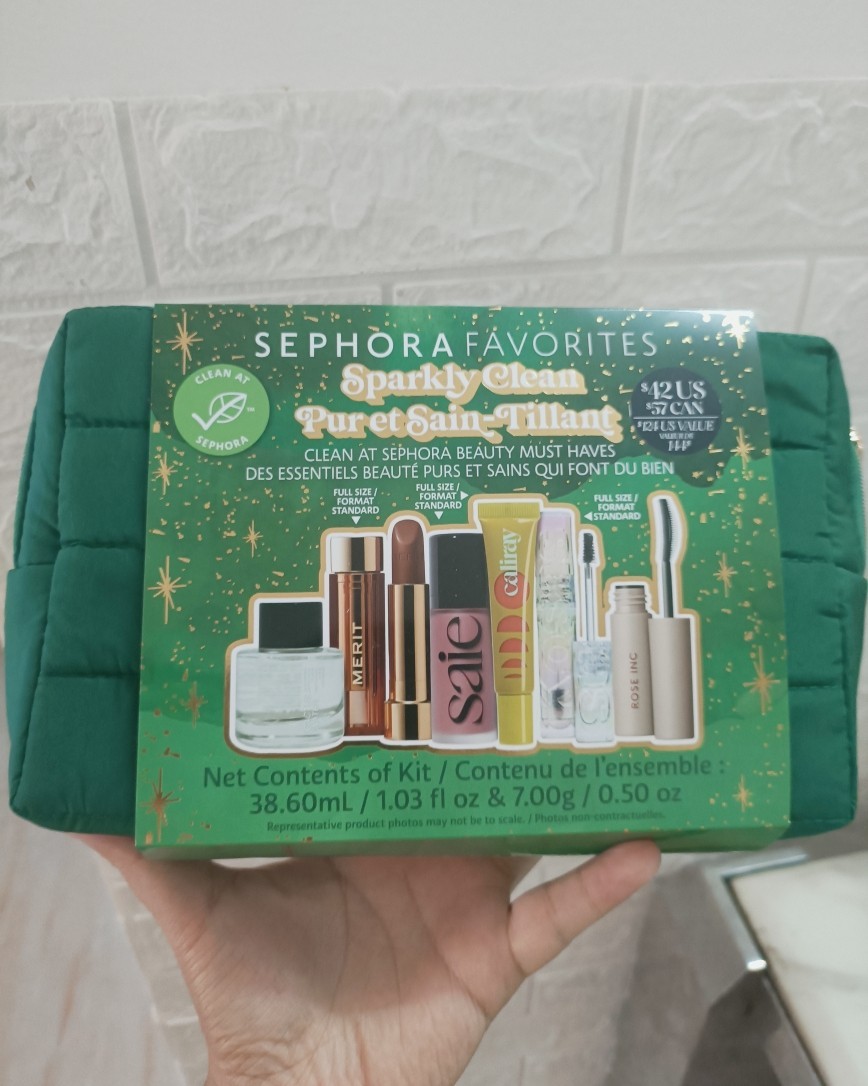 SEPHORA FAVORITES
Sparkly Clean
Pur et Sain-Tillant
CLEAN AT
SEPHORA
$42 US
$57 CAN
$124 US VALUE
VALEUR DE
CLEAN AT SEPHORA BEAUTY MUST HAVES
DES ESSENTIELS BEAUTÉ PURS ET SAINS QUI FONT DU BIEN
FULL SIZE /
FORMAT
STANDARD
FULL SIZE /
FORMAT
STANDARD
FULL SIZE /
FORMAT
STANDARD
MERIT
saie
caliray
ROSE INC
Net Contents of Kit / Contenu de l'ensemble :
38.60mL / 1.03 fl oz & 7.00g / 0.50 oz
Representative product photos may not be to scale. / Photos non-contractuelles.